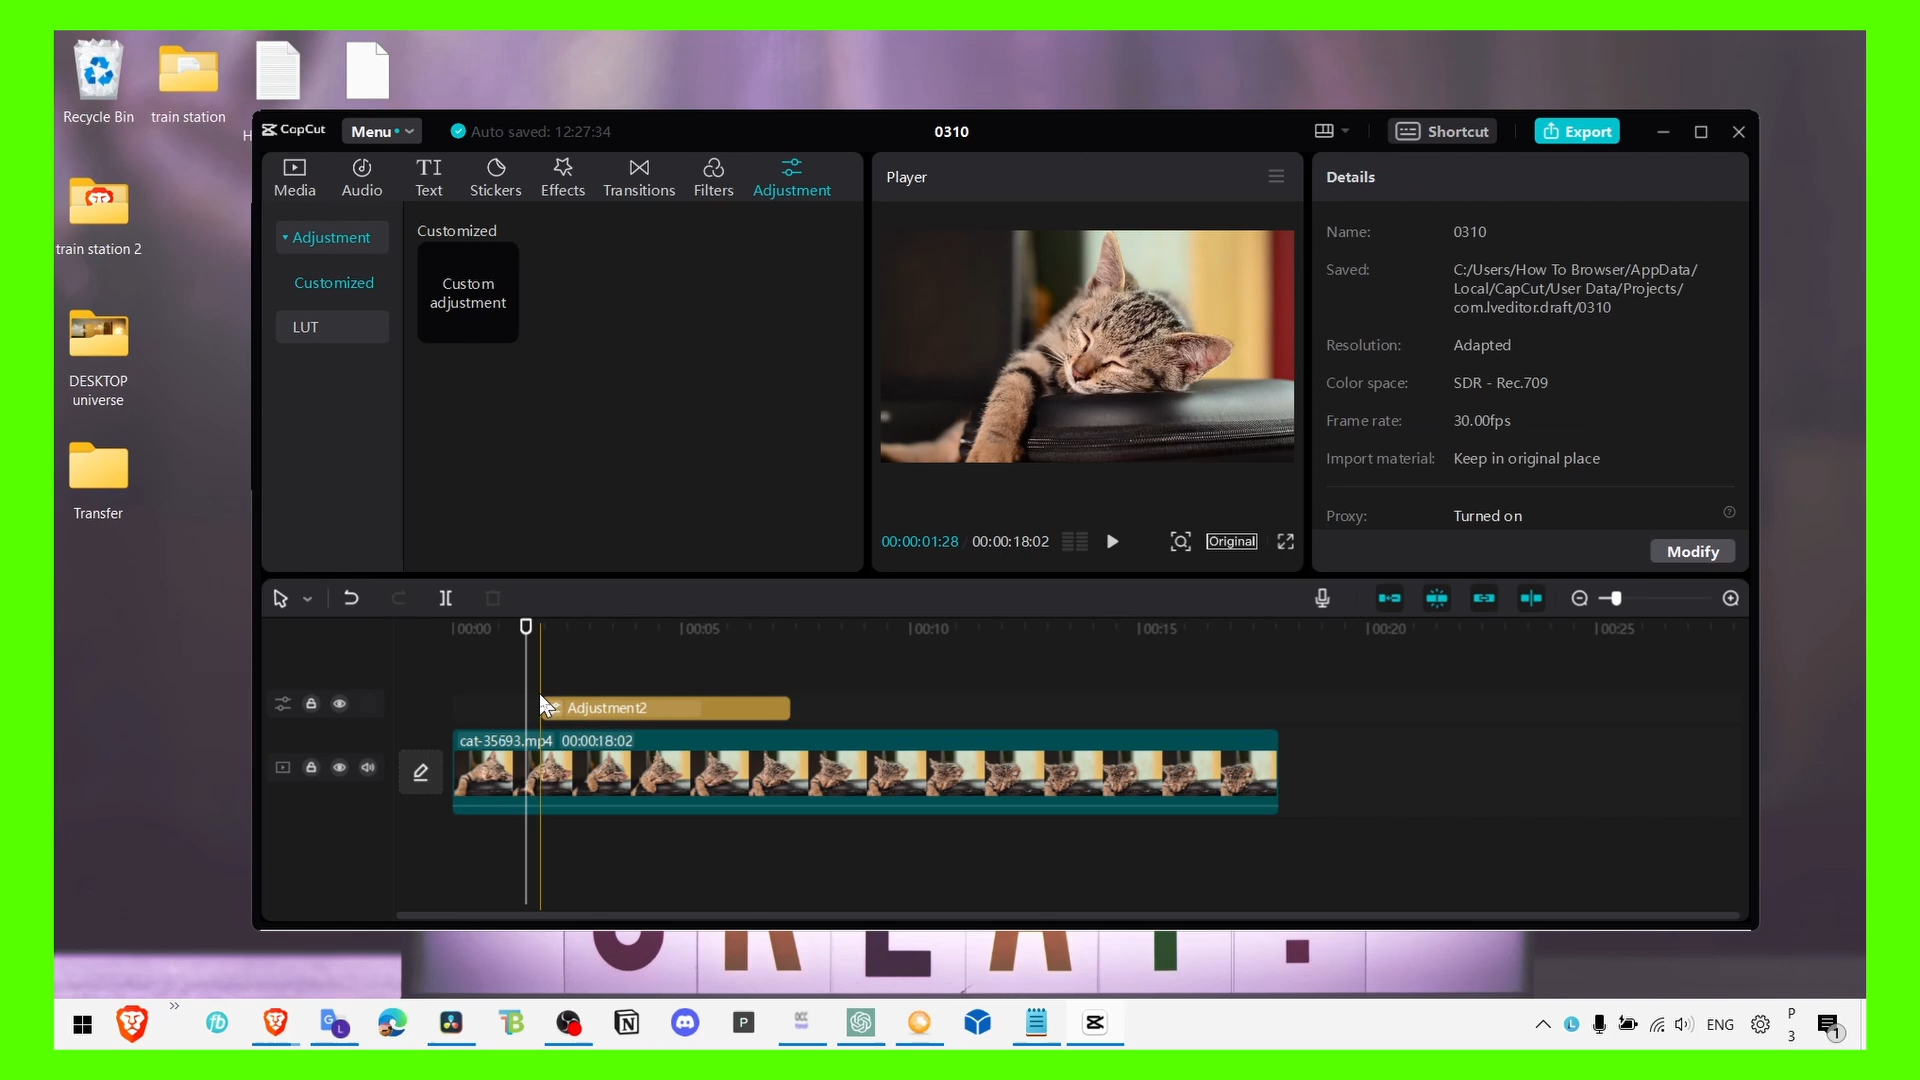 Recycle Bin
train station
train station 2
DESKTOP
universe
Transfer
H
CapCut
Menu
Auto saved: 12:27:34
0310
Shortcut
Export
Media
Audio
TI
Text
Stickers
Effects
Transitions
Filters
Adjustment
Adjustment
Customized
LUT
Customized
Custom
adjustment
Player
00:00:01:28
00:00:18:02
Original
Details
Name:
0310
Saved:
C:/Users/How To Browser/AppData/
Local/CapCut/User Data/Projects/
com.lveditor.draft/0310
Resolution:
Adapted
Color space:
SDR - Rec.709
Frame rate:
30.00fps
Import material:
Keep in original place
Proxy:
Turned on
Modify
00:00
00:05
00:10
00:15
00:20
00:25
Adjustment2
cat-35693.mp4 00:00:18:02
fb
G
L
TB
N
P
L
ENG
P
3
1